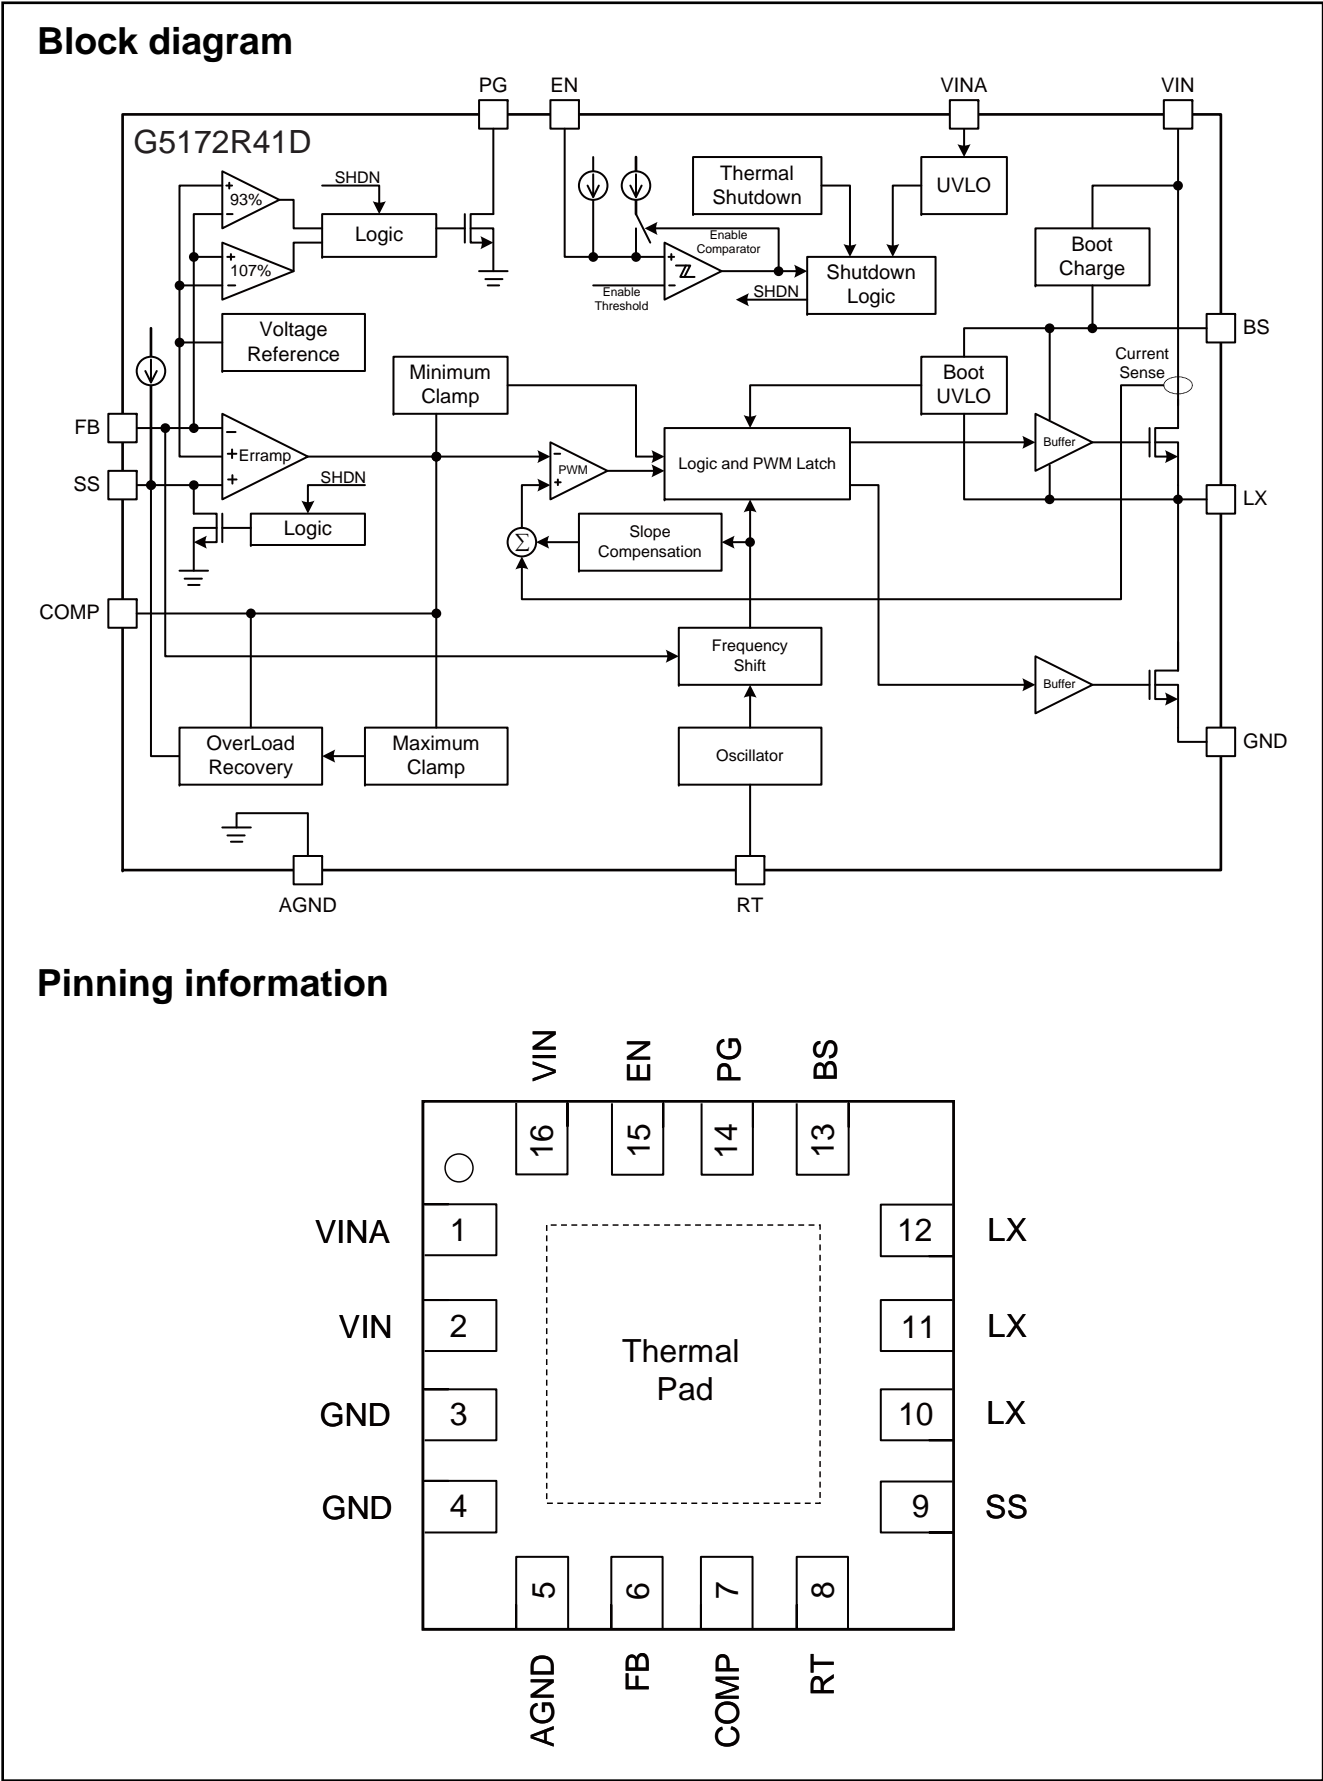 Block diagram
PG
EN
VINA
VIN
G5172R41D
+
93%
−
SHDN
Logic
+
107%
−
Voltage
Reference
Thermal
Shutdown
UVLO
Enable
Comparator
+
−
Enable
Threshold
SHDN
Shutdown
Logic
Boot
Charge
BS
Current
Sense
Minimum
Clamp
Boot
UVLO
FB
SS
−
+
Erramp
+
SHDN
Logic
−
PWM
+
Logic and PWM Latch
Buffer
LX
Σ
Slope
Compensation
COMP
Frequency
Shift
Buffer
OverLoad
Recovery
Maximum
Clamp
Oscillator
GND
AGND
RT
Pinning information
VIN
EN
PG
BS
16
15
14
13
VINA
1
12
LX
VIN
2
11
LX
Thermal
Pad
GND
3
10
LX
GND
4
9
SS
5
6
7
8
AGND
FB
COMP
RT